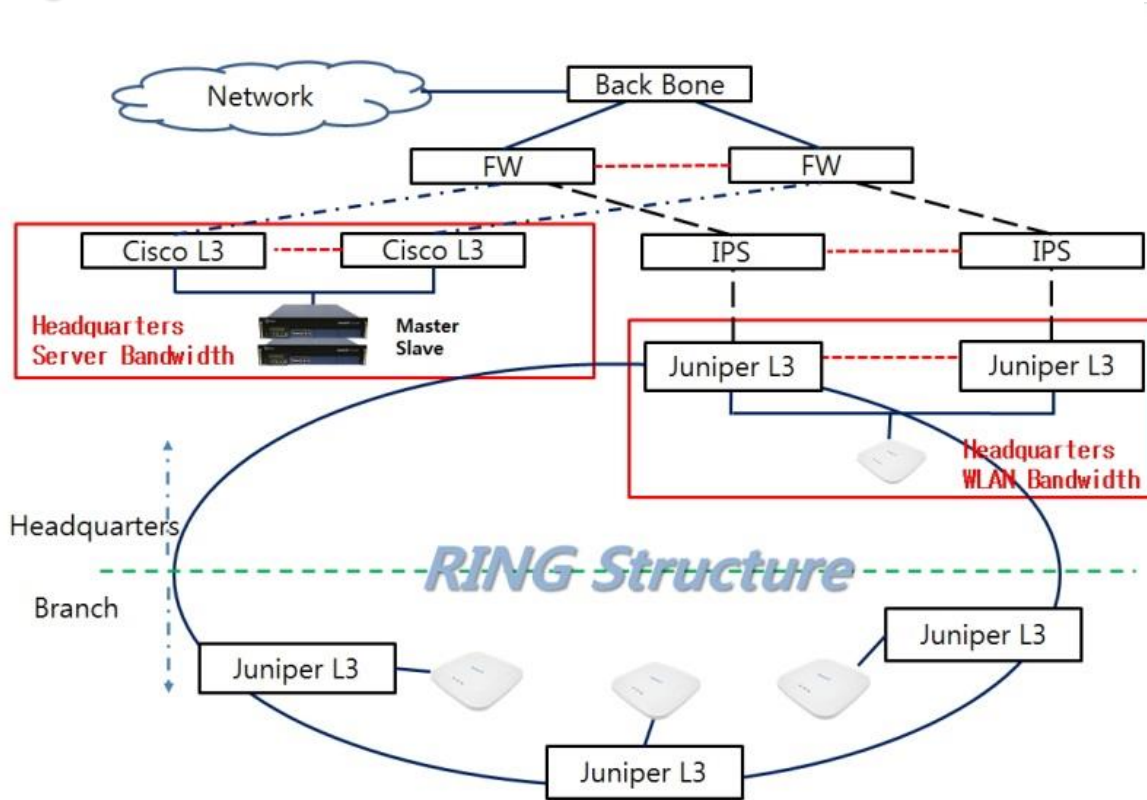 Network
Back Bone
FW
FW
Cisco L3
Cisco L3
IPS
IPS
Headquarters
Server Bandwidth
Master
Slave
Juniper L3
Juniper L3
Headquarters
WLAN Bandwidth
Headquarters
RING Structure
Branch
Juniper L3
Juniper L3
Juniper L3